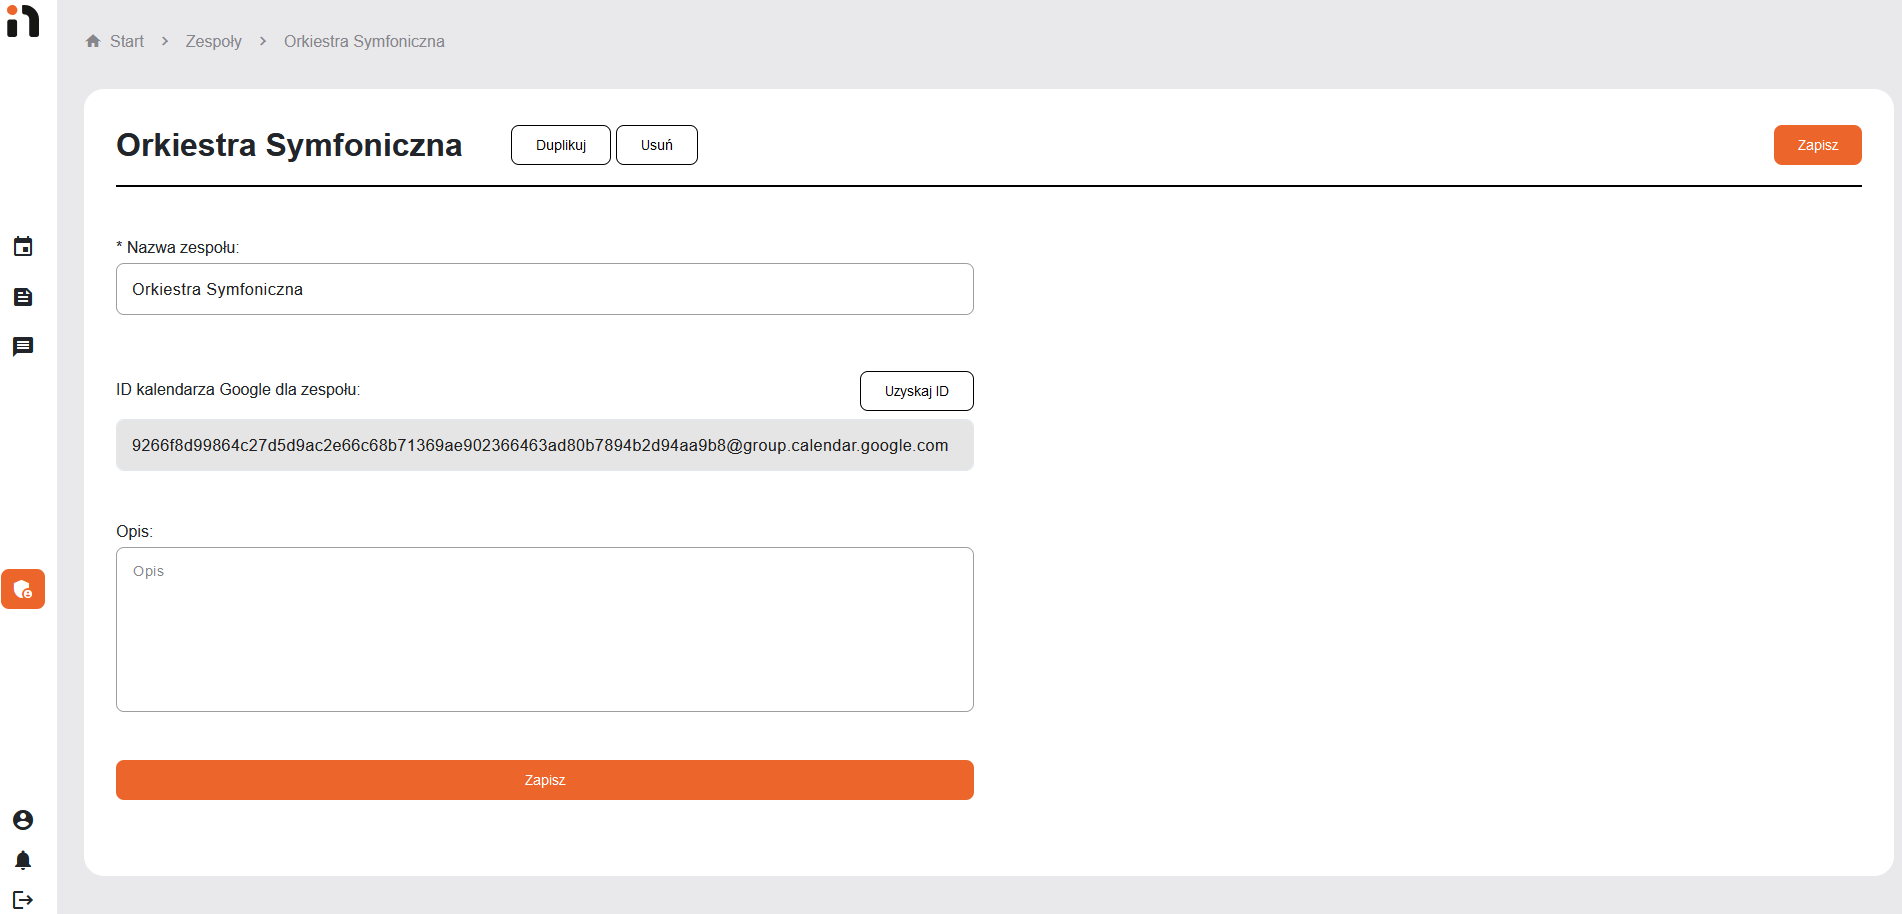 Start > Zespoły > Orkiestra Symfoniczna
Orkiestra Symfoniczna
Duplikuj
Usuń
Zapisz
* Nazwa zespołu:
Orkiestra Symfoniczna
ID kalendarza Google dla zespołu:
Uzyskaj ID
9266f8d99864c27d5d9ac2e66c68b71369ae902366463ad80b7894b2d94aa9b8@group.calendar.google.com
Opis:
Opis
Zapisz